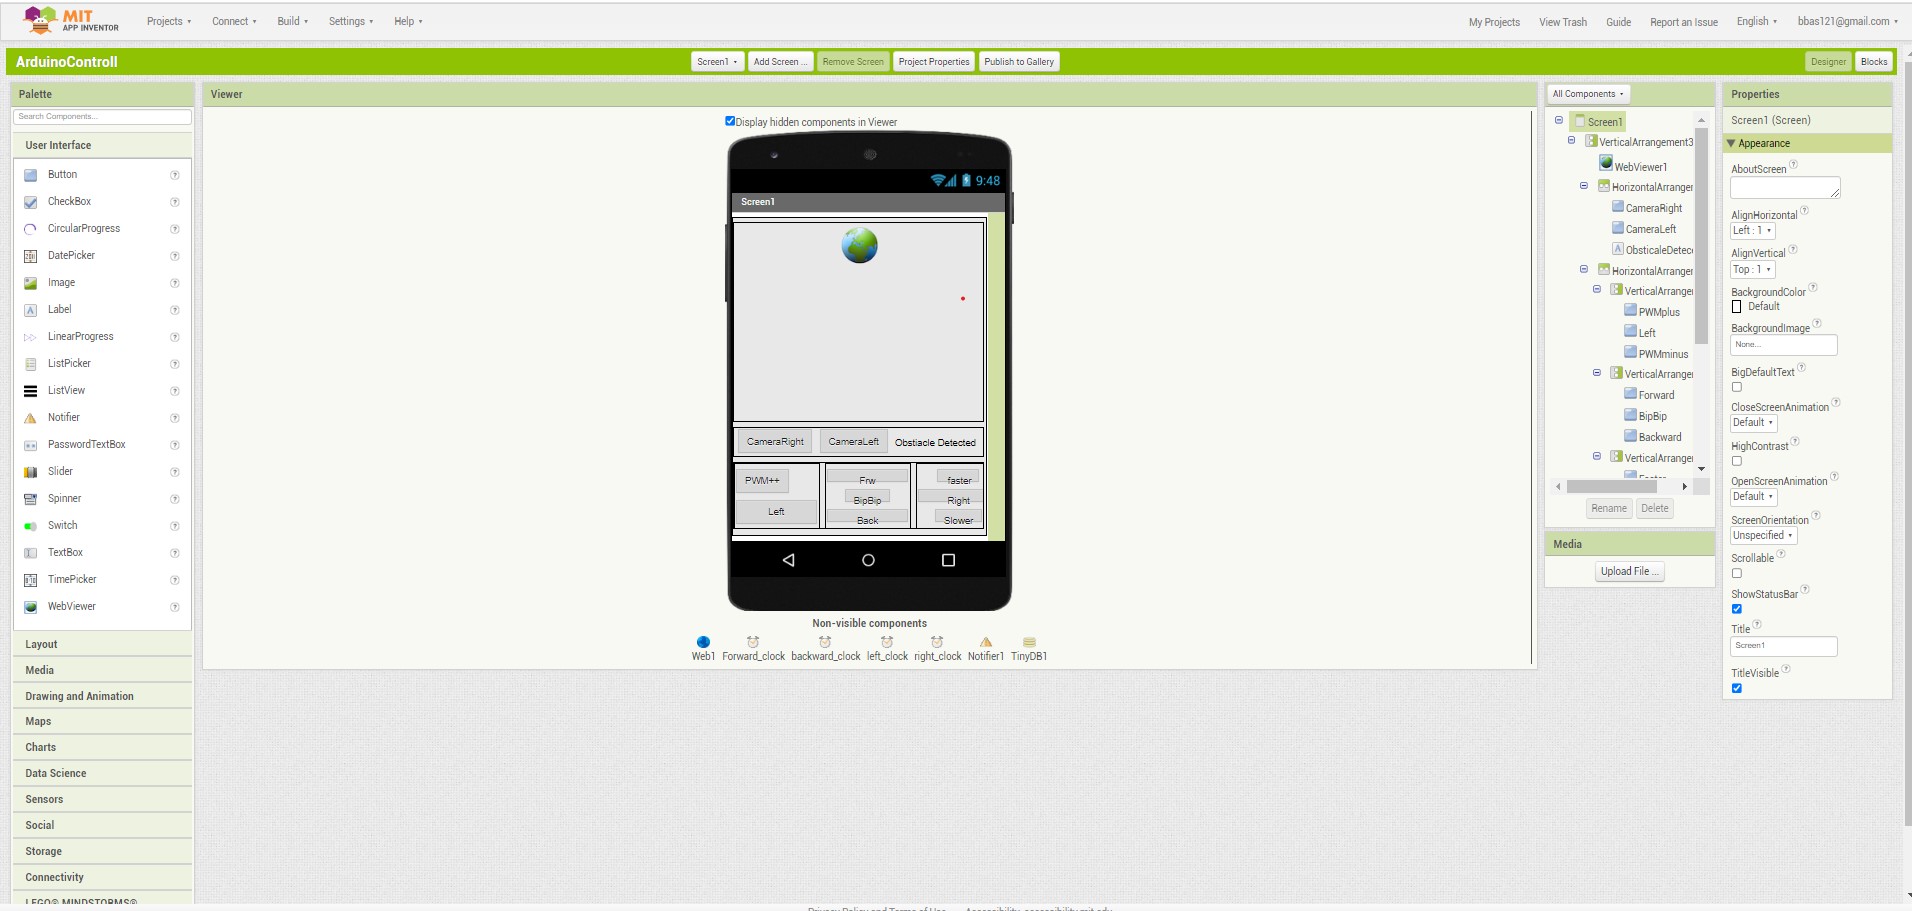 MIT
APP INVENTOR
Projects Connect Build Settings Help
My Projects View Trash Guide Report an Issue English bbas121@gmail.com
ArduinoControll
Screen1 Add Screen ... Remove Screen Project Properties Publish to Gallery
Designer Blocks
Palette
Search Components...
User Interface
Button
CheckBox
CircularProgress
DatePicker
Image
Label
LinearProgress
ListPicker
ListView
Notifier
PasswordTextBox
Slider
Spinner
Switch
TextBox
TimePicker
WebViewer
Layout
Media
Drawing and Animation
Maps
Charts
Data Science
Sensors
Social
Storage
Connectivity
LEGO® MINDSTORMS®
Viewer
Display hidden components in Viewer
9:48
Screen1
CameraRight CameraLeft Obstiacle Detected
PWM++ Frw faster
BipBip Right
Left Back Slower
Non-visible components
Web1 Forward_clock backward_clock left_clock right_clock Notifier1 TinyDB1
All Components
Screen1
VerticalArrangement3
WebViewer1
HorizontalArranger
CameraRight
CameraLeft
ObsticaleDetec
HorizontalArranger
VerticalArranger
PWMplus
Left
PWMminus
VerticalArranger
Forward
BipBip
Backward
VerticalArranger
Faster
Rename Delete
Media
Upload File ...
Properties
Screen1 (Screen)
Appearance
AboutScreen
AlignHorizontal
Left : 1
AlignVertical
Top : 1
BackgroundColor
Default
BackgroundImage
None...
BigDefaultText
CloseScreenAnimation
Default
HighContrast
OpenScreenAnimation
Default
ScreenOrientation
Unspecified
Scrollable
ShowStatusBar
Title
Screen1
TitleVisible
Privacy Policy and Terms of Use Accessibility: accessibility.mit.edu